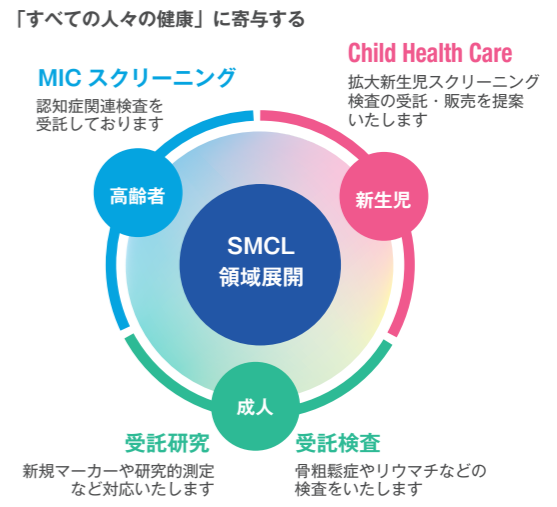 「すべての人々の健康」に寄与する
Child Health Care
拡大新生児スクリーニング
検査の受託・販売を提案
いたします
MIC スクリーニング
認知症関連検査を
受託しております
高齢者
新生児
SMCL
領域展開
成人
受託研究
新規マーカーや研究的測定
など対応いたします
受託検査
骨粗鬆症やリウマチなどの
検査をいたします